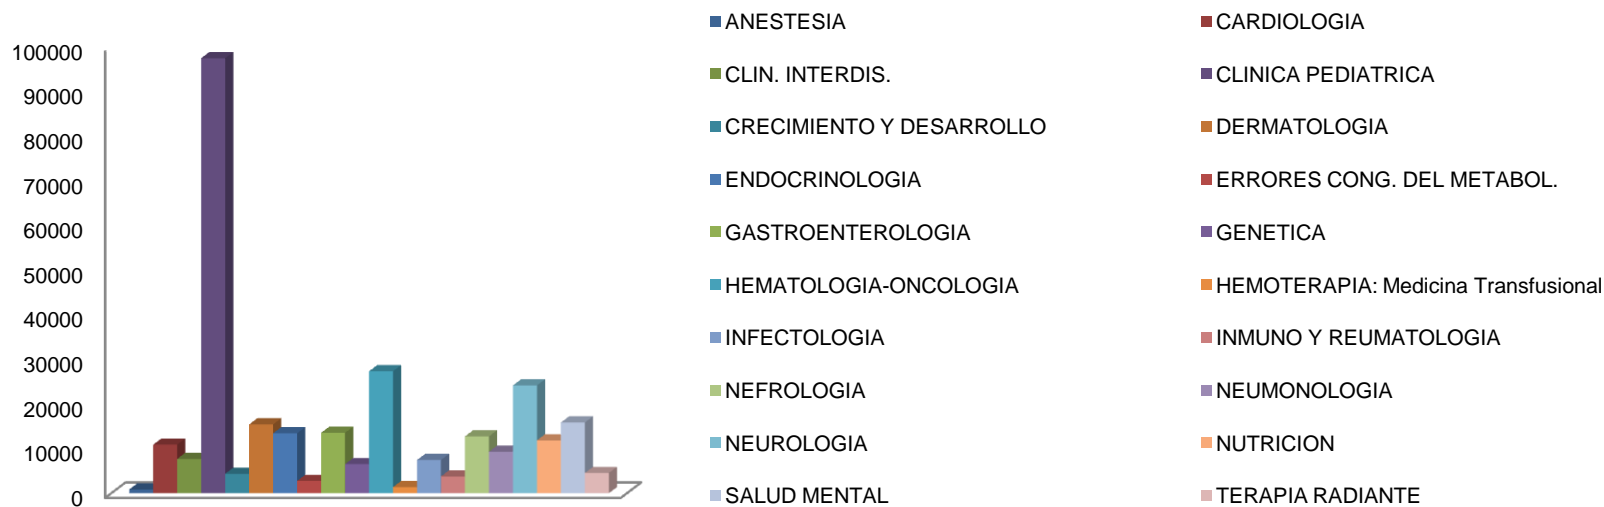 100000
90000
80000
70000
60000
50000
40000
30000
20000
10000
0
ANESTESIA
CARDIOLOGIA
CLIN. INTERDIS.
CLINICA PEDIATRICA
CRECIMIENTO Y DESARROLLO
DERMATOLOGIA
ENDOCRINOLOGIA
ERRORES CONG. DEL METABOL.
GASTROENTEROLOGIA
GENETICA
HEMATOLOGIA-ONCOLOGIA
HEMOTERAPIA: Medicina Transfusional
INFECTOLOGIA
INMUNO Y REUMATOLOGIA
NEFROLOGIA
NEUMONOLOGIA
NEUROLOGIA
NUTRICION
SALUD MENTAL
TERAPIA RADIANTE